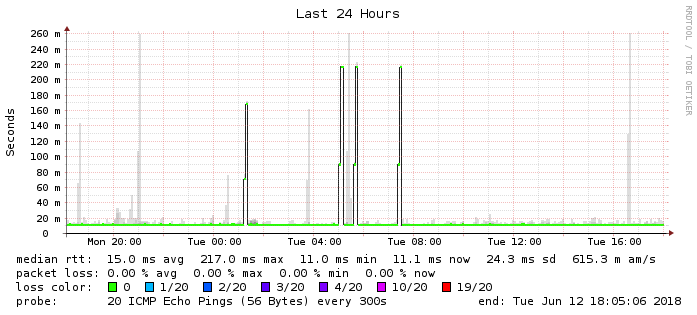 Last 24 Hours
RRDTOOL / TOBI OETIKER
Seconds
260 m
240 m
220 m
200 m
180 m
160 m
140 m
120 m
100 m
80 m
60 m
40 m
20 m
0
Mon 20:00 Tue 00:00 Tue 04:00 Tue 08:00 Tue 12:00 Tue 16:00
median rtt: 15.0 ms avg 217.0 ms max 11.0 ms min 11.1 ms now 24.3 ms sd 615.3 m am/s
packet loss: 0.00 % avg 0.00 % max 0.00 % min 0.00 % now
loss color: 0 1/20 2/20 3/20 4/20 10/20 19/20
probe: 20 ICMP Echo Pings (56 Bytes) every 300s end: Tue Jun 12 18:05:06 2018